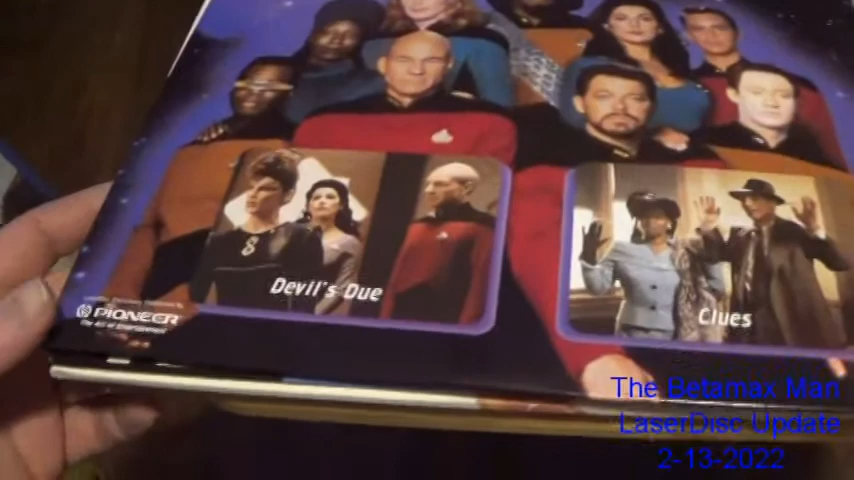 Devil's Due
Clues
PIONEER
The Art of Entertainment
The Betamax Man
LaserDisc Update
2-13-2022